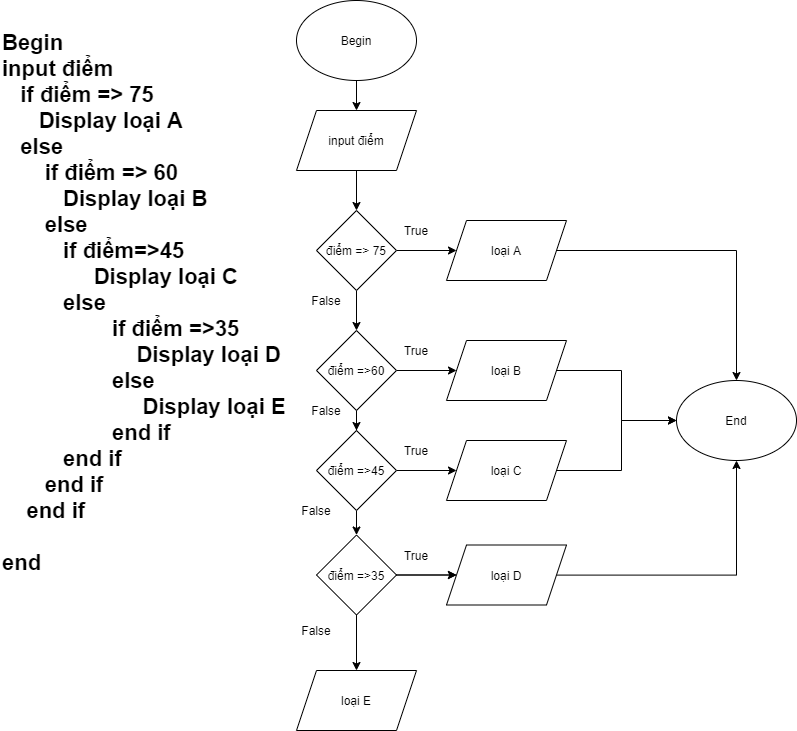 Begin
input điểm
if điểm => 75
Display loại A
else
if điểm => 60
Display loại B
else
if điểm=>45
Display loại C
else
if điểm =>35
Display loại D
else
Display loại E
end if
end if
end if
end if
end
Begin
input điểm
điểm => 75
True
loại A
False
điểm =>60
True
loại B
False
End
điểm =>45
True
loại C
False
điểm =>35
True
loại D
False
loại E